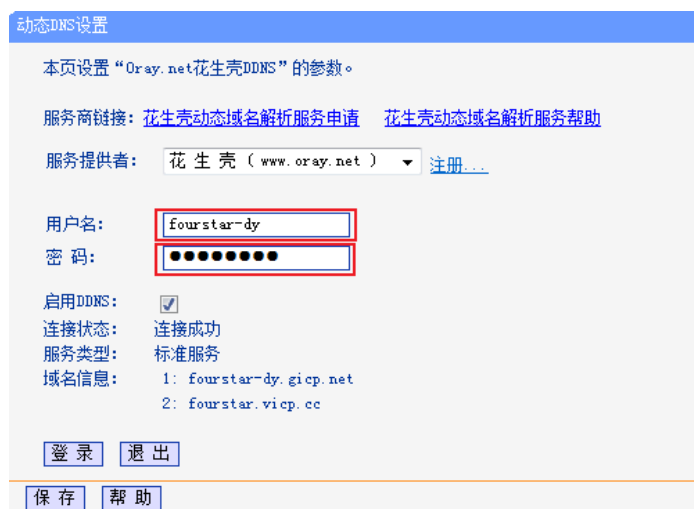 动态DNS设置
本页设置“Oray.net花生壳DDNS”的参数。
服务商链接：花生壳动态域名解析服务申请 花生壳动态域名解析服务帮助
服务提供者： 花 生 壳 （ www.oray.net ） 注册...
用户名： fourstar-dy
密 码： ●●●●●●●●
启用DDNS：
连接状态： 连接成功
服务类型： 标准服务
域名信息： 1: fourstar-dy.gicp.net
2: fourstar.vicp.cc
登 录 退 出
保 存 帮 助